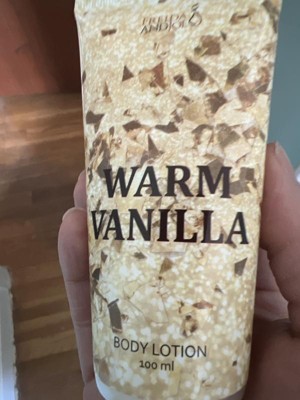 WARM
VANILLA
BODY LOTION
100 ml